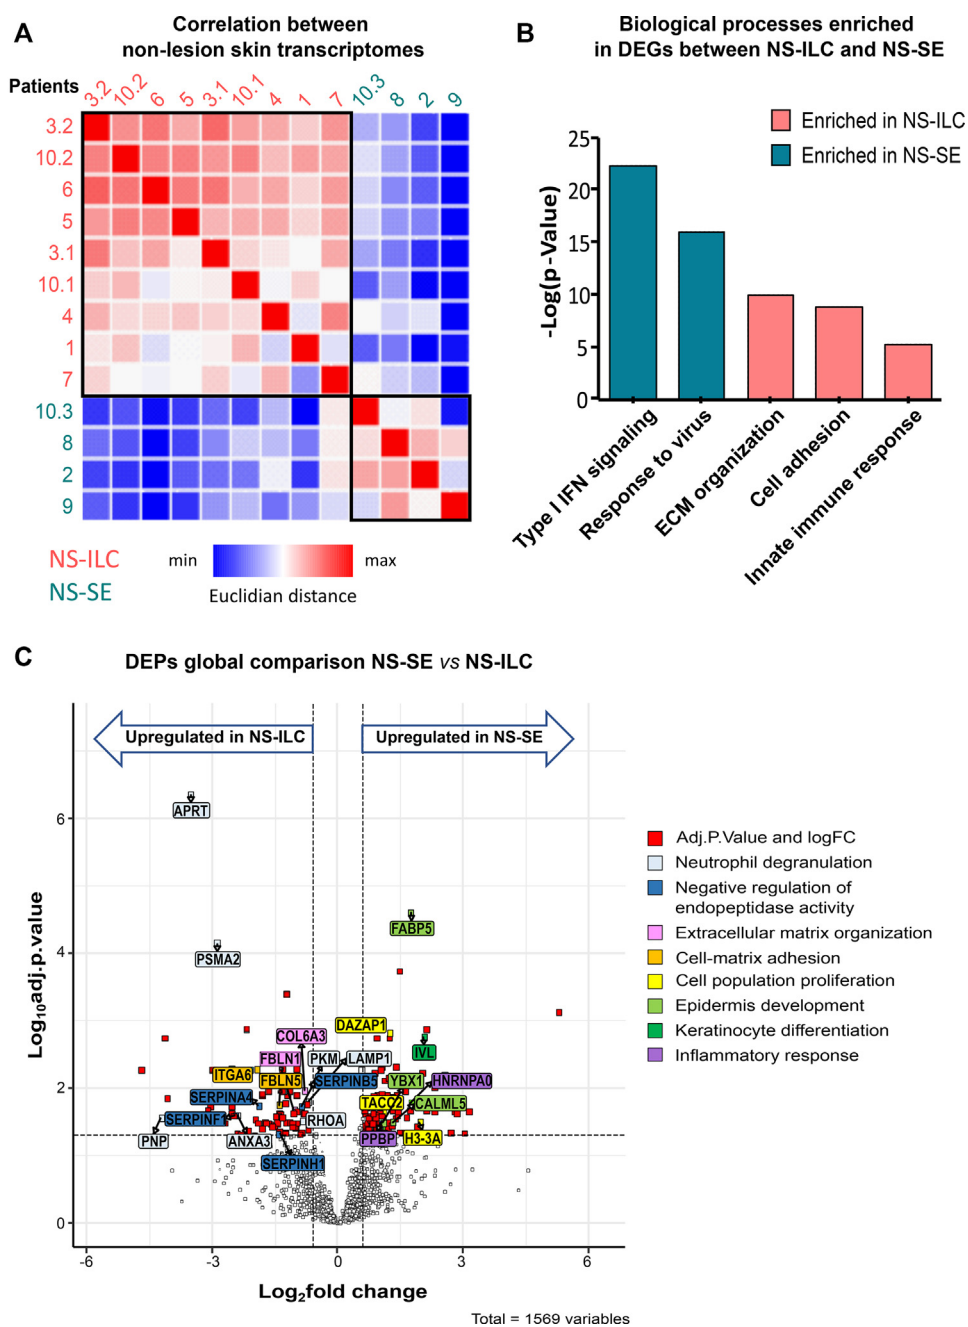 A
Correlation between
non-lesion skin transcriptomes
Patients
3.2 10.2 6 5 3.1 10.1 4 1 7 10.3 8 2 9
3.2
10.2
6
5
3.1
10.1
4
1
7
10.3
8
2
9
NS-ILC
NS-SE
min
max
Euclidian distance
B
Biological processes enriched
in DEGs between NS-ILC and NS-SE
Enriched in NS-ILC
Enriched in NS-SE
-Log(p-Value)
25
20
15
10
5
0
Type I IFN signaling
Response to virus
ECM organization
Cell adhesion
Innate immune response
C
DEPs global comparison NS-SE vs NS-ILC
Upregulated in NS-ILC
Upregulated in NS-SE
Log10adj.p.value
6
4
2
0
APRT
FABP5
PSMA2
DAZAP1
COL6A3
IVL
FBLN1
PKM
LAMP1
ITGA6
FBLN5
SERPINB5
YBX1
HNRNPA0
SERPINA4
TACC2
CALML5
SERPINF1
RHOA
PNP
ANXA3
PPBP
H3-3A
SERPINH1
-6
-3
0
3
6
Log2fold change
Total = 1569 variables
Adj.P.Value and logFC
Neutrophil degranulation
Negative regulation of
endopeptidase activity
Extracellular matrix organization
Cell-matrix adhesion
Cell population proliferation
Epidermis development
Keratinocyte differentiation
Inflammatory response